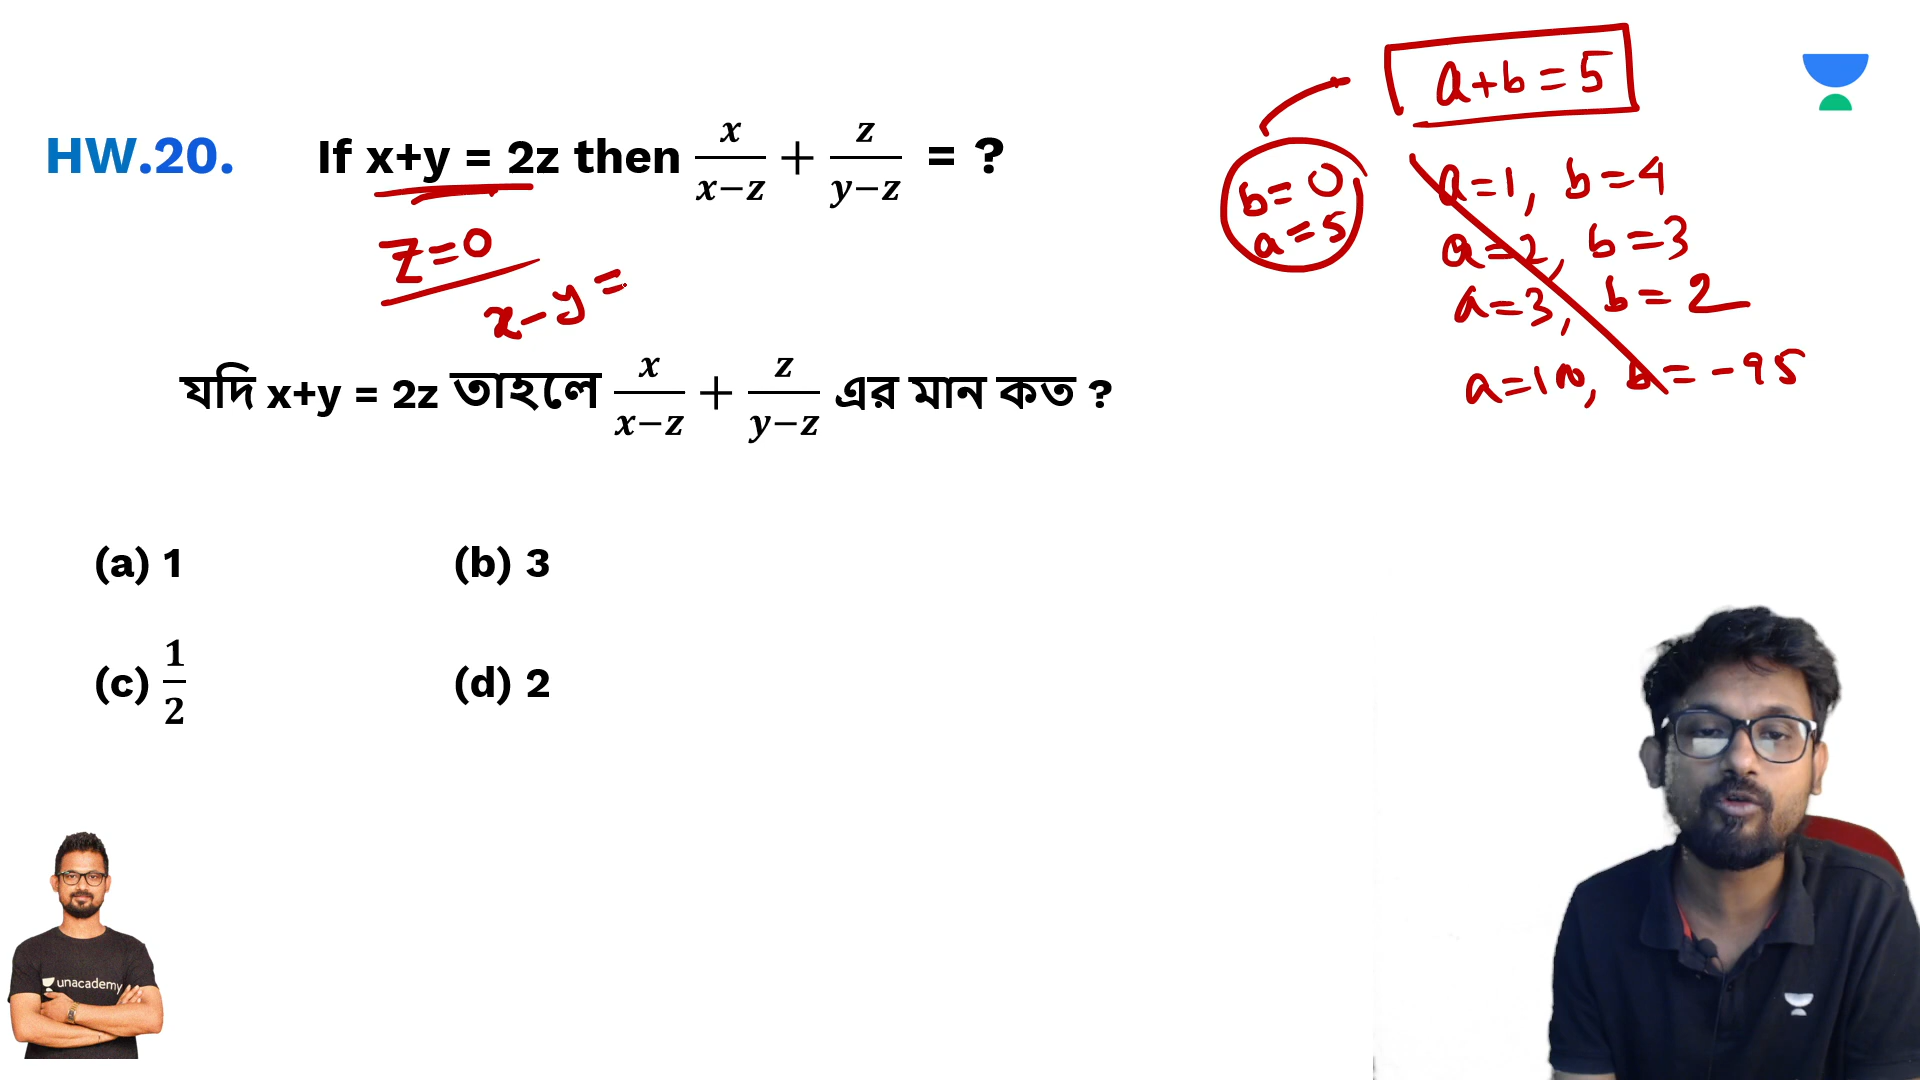 HW.20. If x+y = 2z then x/(x−z) + z/(y−z) = ?
z=0
x-y=
যদি x+y = 2z তাহলে x/(x−z) + z/(y−z) এর মান কত ?
(a) 1 (b) 3
(c) 1/2 (d) 2
a+b=5
b=0
a=5
a=1, b=4
a=2, b=3
a=3, b=2
a=100, b=-95
unacademy